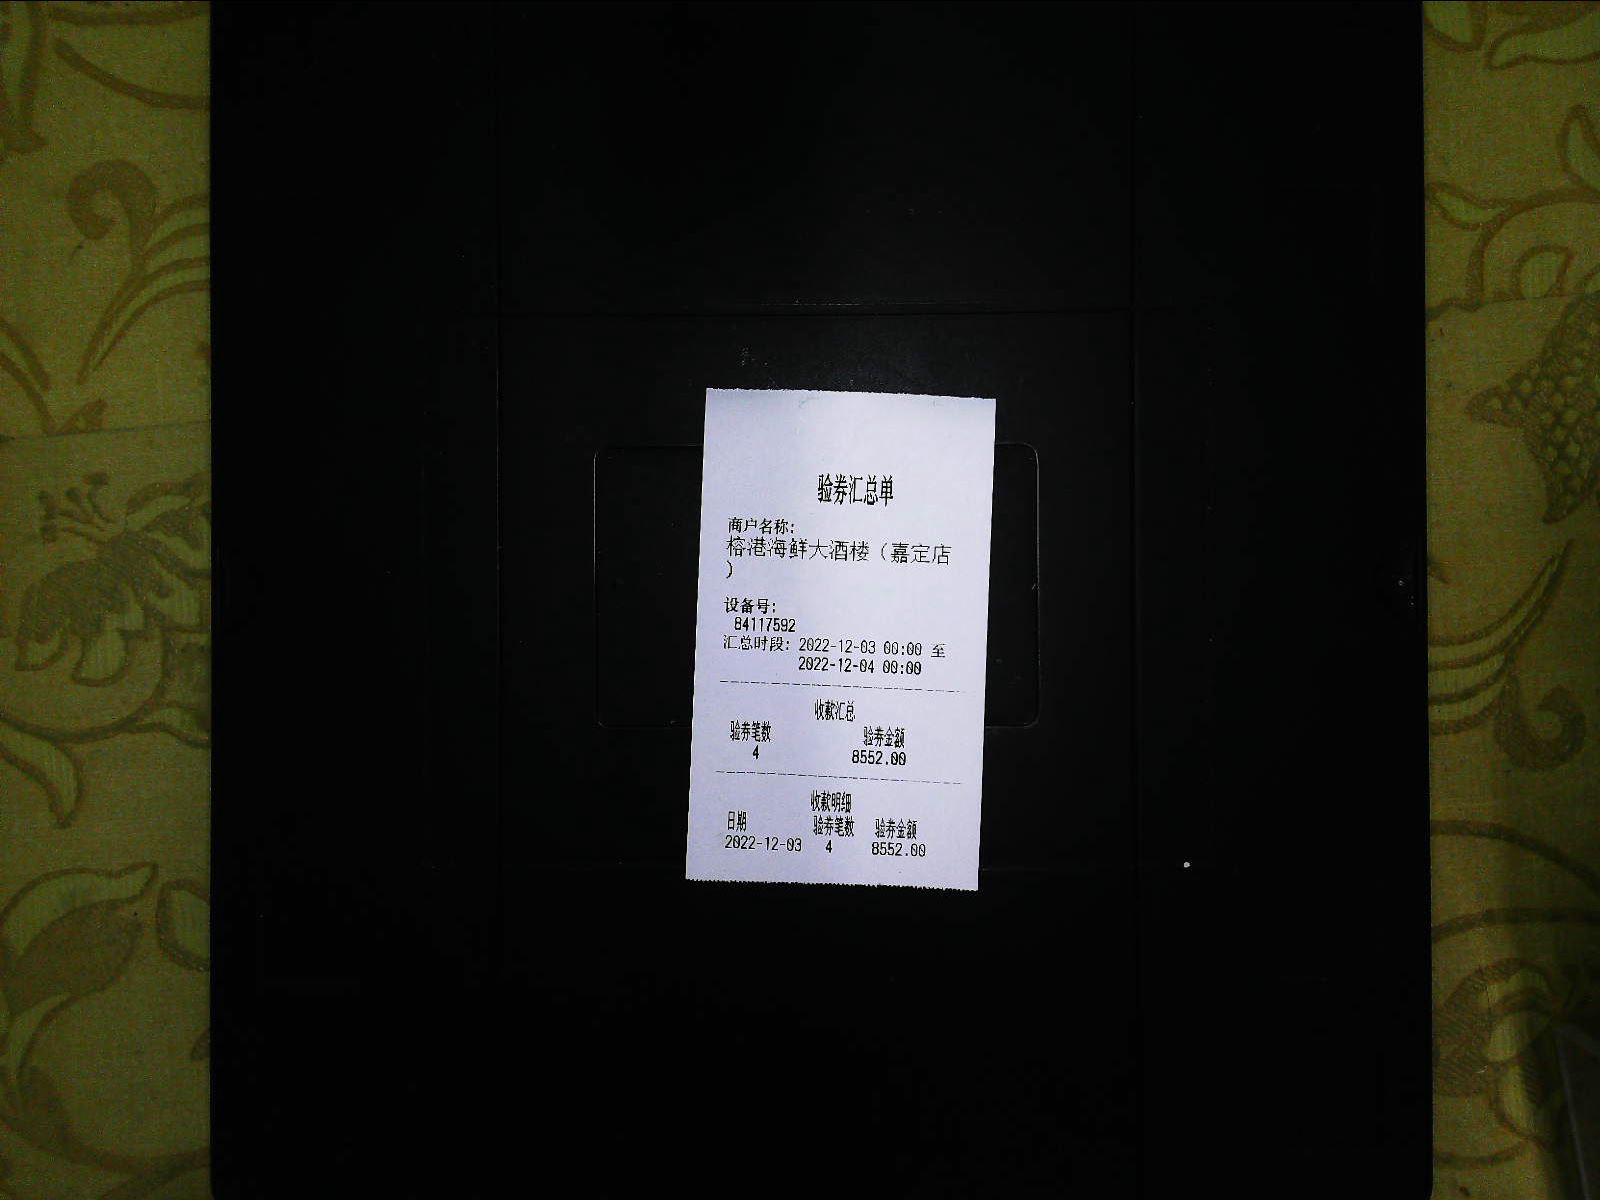 验券汇总单
商户名称:
榕港海鲜大酒楼（嘉定店
）
设备号:
84117592
汇总时段: 2022-12-03 00:00 至
2022-12-04 00:00
收款汇总
验券笔数 验券金额
4 8552.00
收款明细
日期 验券笔数 验券金额
2022-12-03 4 8552.00